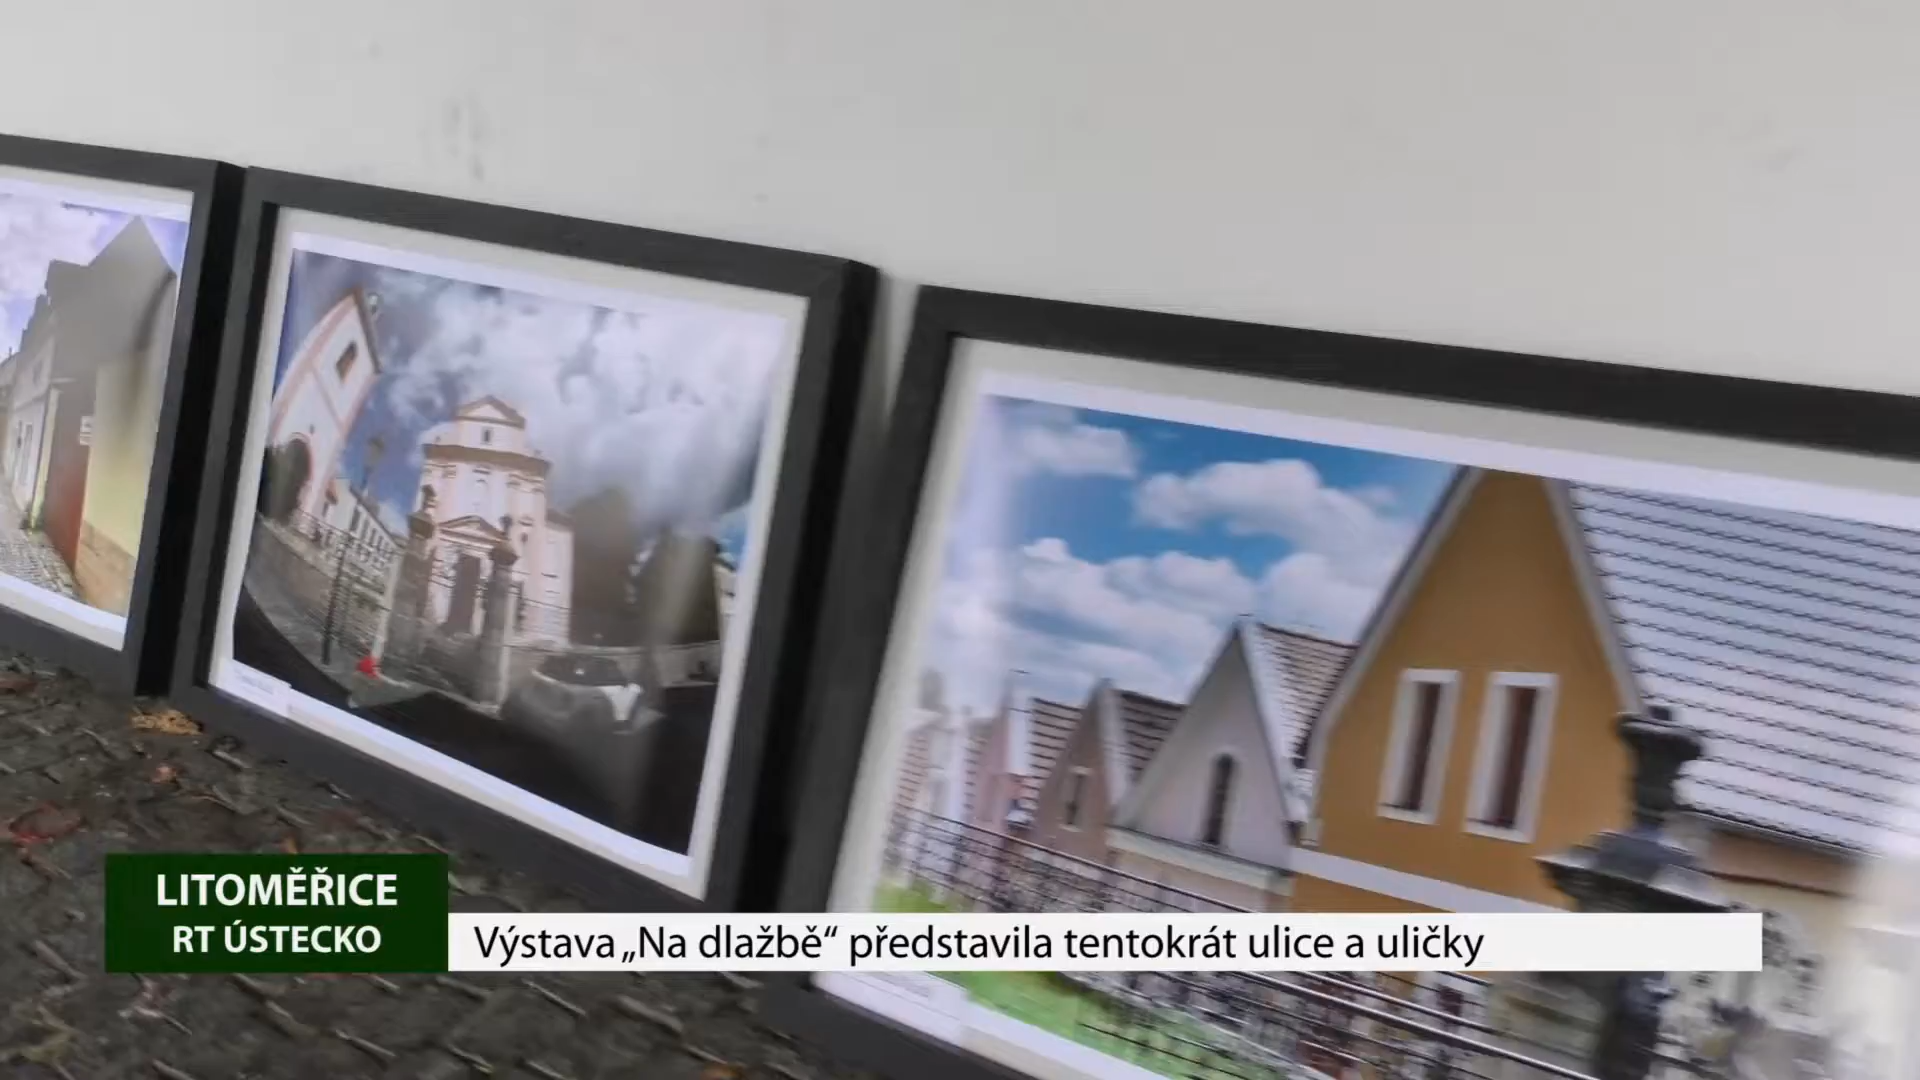 LITOMĚŘICE
RT ÚSTECKO
Výstava „Na dlažbě“ představila tentokrát ulice a uličky